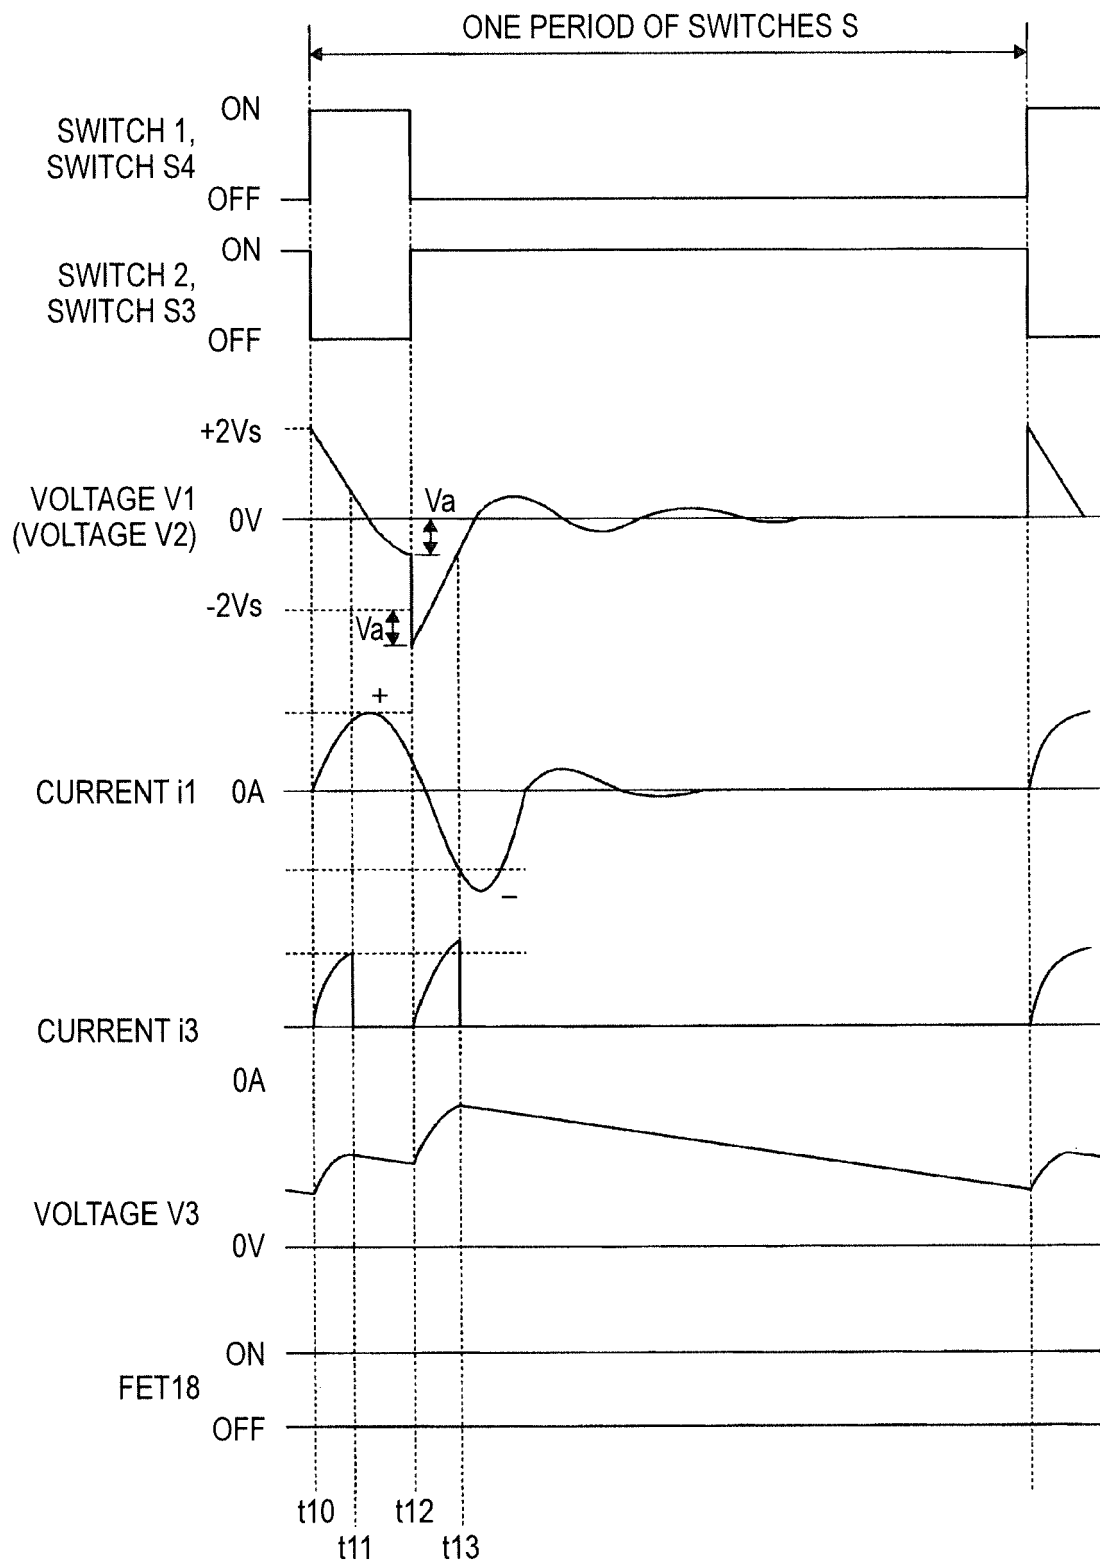 ONE PERIOD OF SWITCHES S
ON
SWITCH 1,
SWITCH S4
OFF
ON
SWITCH 2,
SWITCH S3
OFF
+2Vs
VOLTAGE V1
(VOLTAGE V2)
0V
Va
-2Vs
Va
+
CURRENT i1
0A
−
CURRENT i3
0A
VOLTAGE V3
0V
ON
FET18
OFF
t10
t12
t11
t13